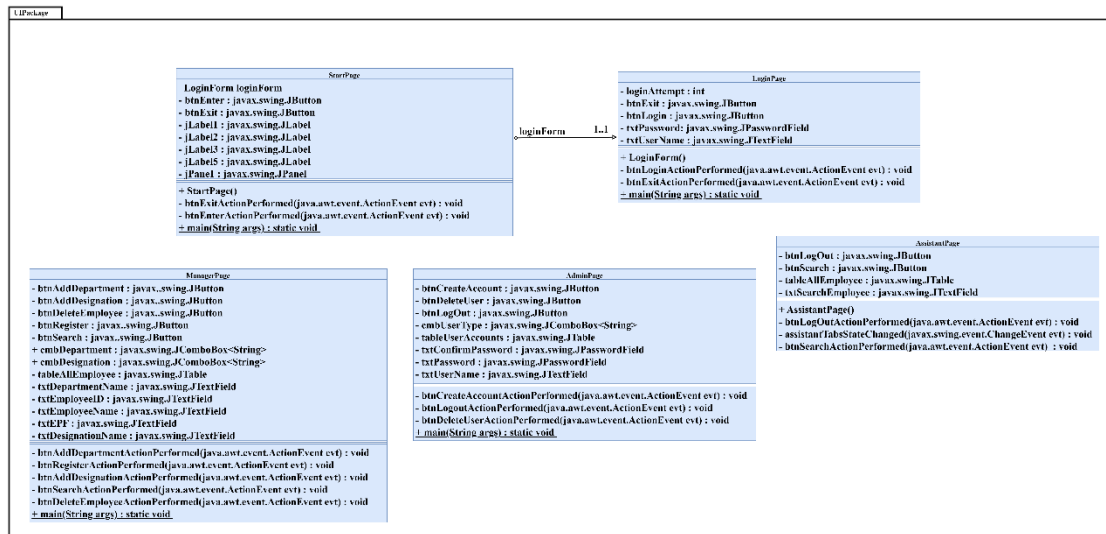 UIPackage
StartPage
LoginForm loginForm
- btnEnter : javax.swing.JButton
- btnExit : javax.swing.JButton
- jLabel1 : javax.swing.JLabel
- jLabel2 : javax.swing.JLabel
- jLabel3 : javax.swing.JLabel
- jLabel5 : javax.swing.JLabel
- jPanel : javax.swing.JPanel
+ StartPage()
- btnExitActionPerformed(java.awt.event.ActionEvent evt) : void
- btnEnterActionPerformed(java.awt.event.ActionEvent evt) : void
+ main(String args) : static void
loginForm
1..1
LoginPage
- loginAttempt : int
- btnExit : javax.swing.JButton
- btnLogin : javax.swing.JButton
- txtPassword: javax.swing.JPasswordField
- txtUserName : javax.swing.JTextField
+ LoginForm()
- btnLoginActionPerformed(java.awt.event.ActionEvent evt) : void
- btnExitActionPerformed(java.awt.event.ActionEvent evt) : void
+ main(String args) : static void
ManagerPage
- btnAddDepartment : javax..swing.JButton
- btnAddDesignation : javax..swing.JButton
- btnDeleteEmployee : javax..swing.JButton
- btnRegister : javax..swing.JButton
- btnSearch : javax..swing.JButton
+ cmbDepartment : javax.swing.JComboBox<String>
+ cmbDesignation : javax.swing.JComboBox<String>
- tableAllEmployee : javax.swing.JTable
- txtDepartmentName : javax.swing.JTextField
- txtEmployeeID : javax.swing.JTextField
- txtEmployeeName : javax.swing.JTextField
- txtEPF : javax.swing.JTextField
- txtDesignationName : javax.swing.JTextField
- btnAddDepartmentActionPerformed(java.awt.event.ActionEvent evt) : void
- btnRegisterActionPerformed(java.awt.event.ActionEvent evt) : void
- btnAddDesignationActionPerformed(java.awt.event.ActionEvent evt) : void
- btnSearchActionPerformed(java.awt.event.ActionEvent evt) : void
- btnDeleteEmployeeActionPerformed(java.awt.event.ActionEvent evt) : void
+ main(String args) : static void
AdminPage
- btnCreateAccount : javax.swing.JButton
- btnDeleteUser : javax.swing.JButton
- btnLogOut : javax.swing.JButton
- cmbUserType : javax.swing.JComboBox<String>
- tableUserAccounts : javax.swing.JTable
- txtConfirmPassword : javax.swing.JPasswordField
- txtPassword : javax.swing.JPasswordField
- txtUserName : javax.swing.JTextField
- btnCreateAccountActionPerformed(java.awt.event.ActionEvent evt) : void
- btnLogoutActionPerformed(java.awt.event.ActionEvent evt) : void
- btnDeleteUserActionPerformed(java.awt.event.ActionEvent evt) : void
+ main(String args) : static void
AssistantPage
- btnLogOut : javax.swing.JButton
- btnSearch : javax.swing.JButton
- tableAllEmployee : javax.swing.JTable
- txtSearchEmployee : javax.swing.JTextField
+ AssistantPage()
- btnLogOutActionPerformed(java.awt.event.ActionEvent evt) : void
- assistantTabsStateChanged(javax.swing.event.ChangeEvent evt) : void
- btnSearchActionPerformed(java.awt.event.ActionEvent evt) : void